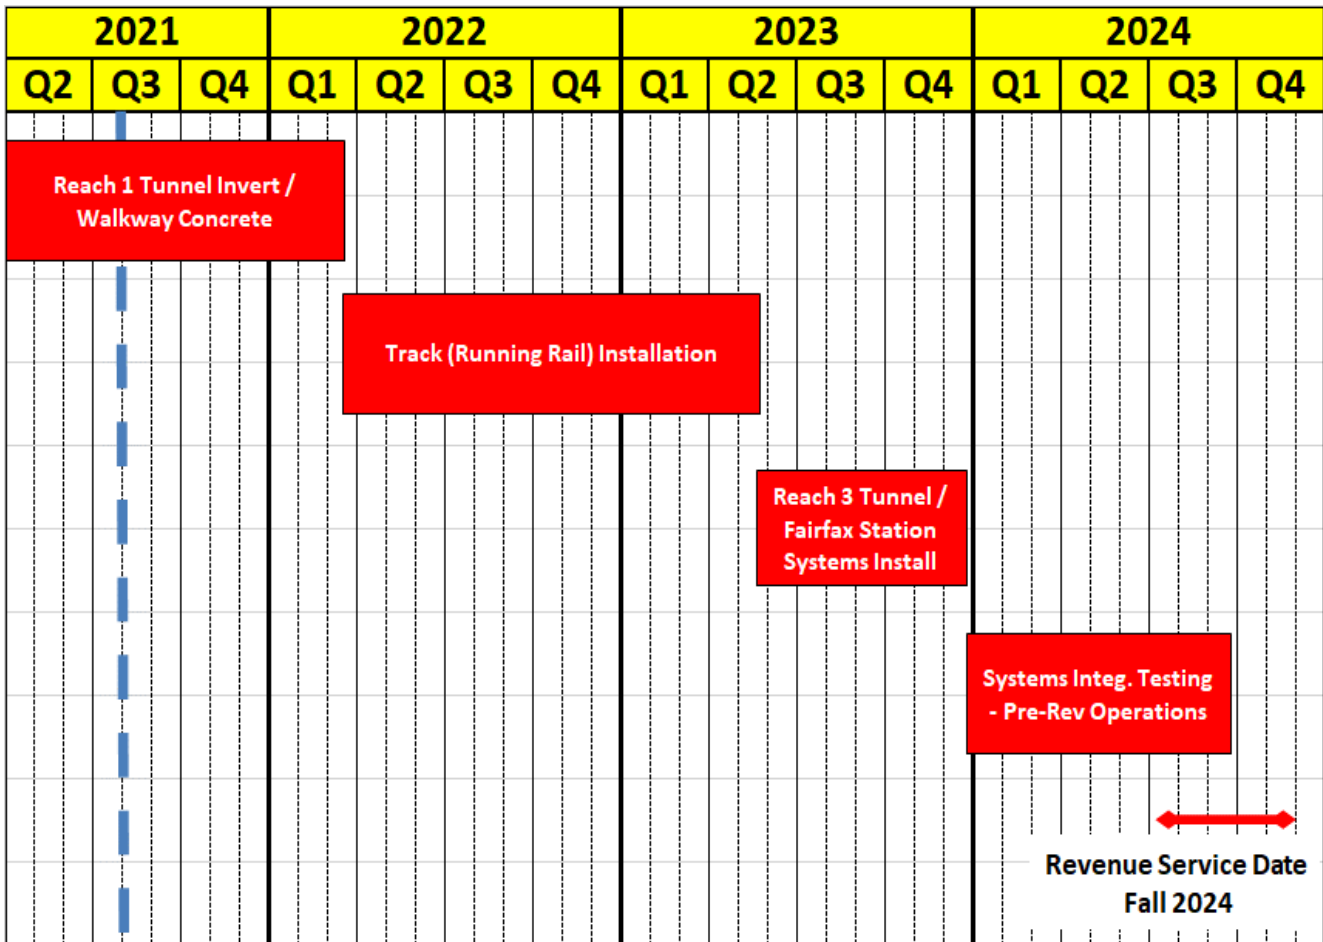 2021 2022 2023 2024
Q2 Q3 Q4 Q1 Q2 Q3 Q4 Q1 Q2 Q3 Q4 Q1 Q2 Q3 Q4
Reach 1 Tunnel Invert /
Walkway Concrete
Track (Running Rail) Installation
Reach 3 Tunnel /
Fairfax Station
Systems Install
Systems Integ. Testing
- Pre-Rev Operations
Revenue Service Date
Fall 2024